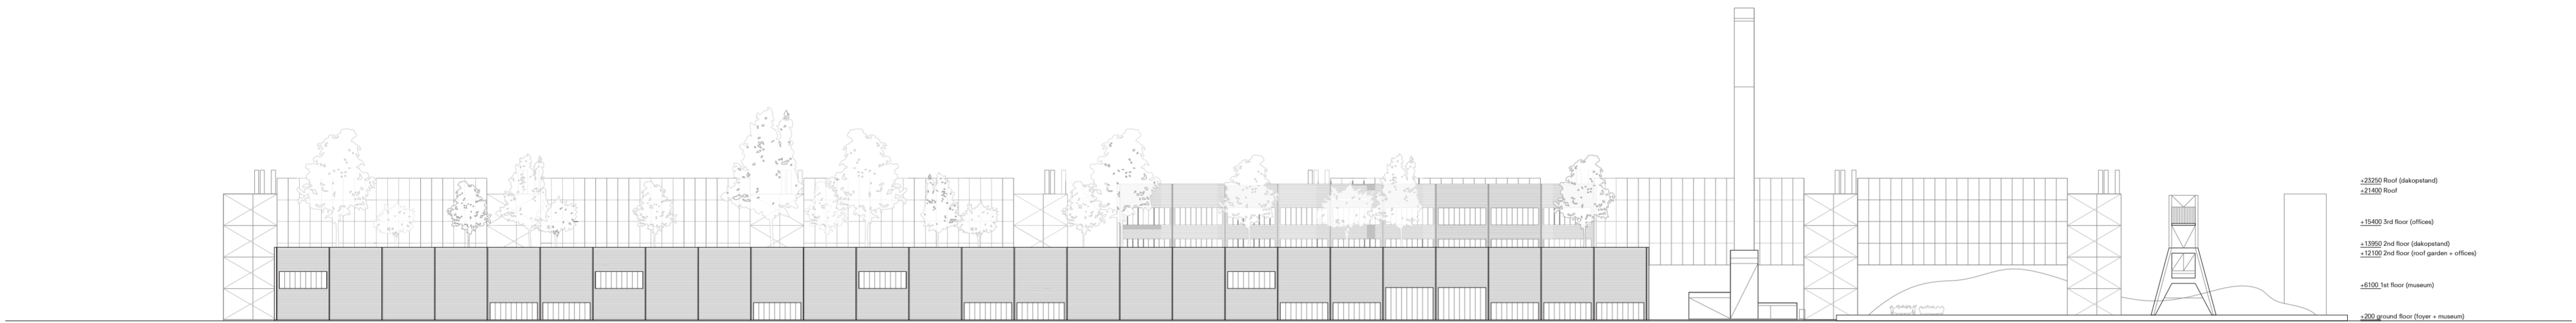 +23250 Roof (dakopstand)
+21400 Roof
+15400 3rd floor (offices)
+13950 2nd floor (dakopstand)
+12100 2nd floor (roof garden + offices)
+6100 1st floor (museum)
+200 ground floor (foyer + museum)